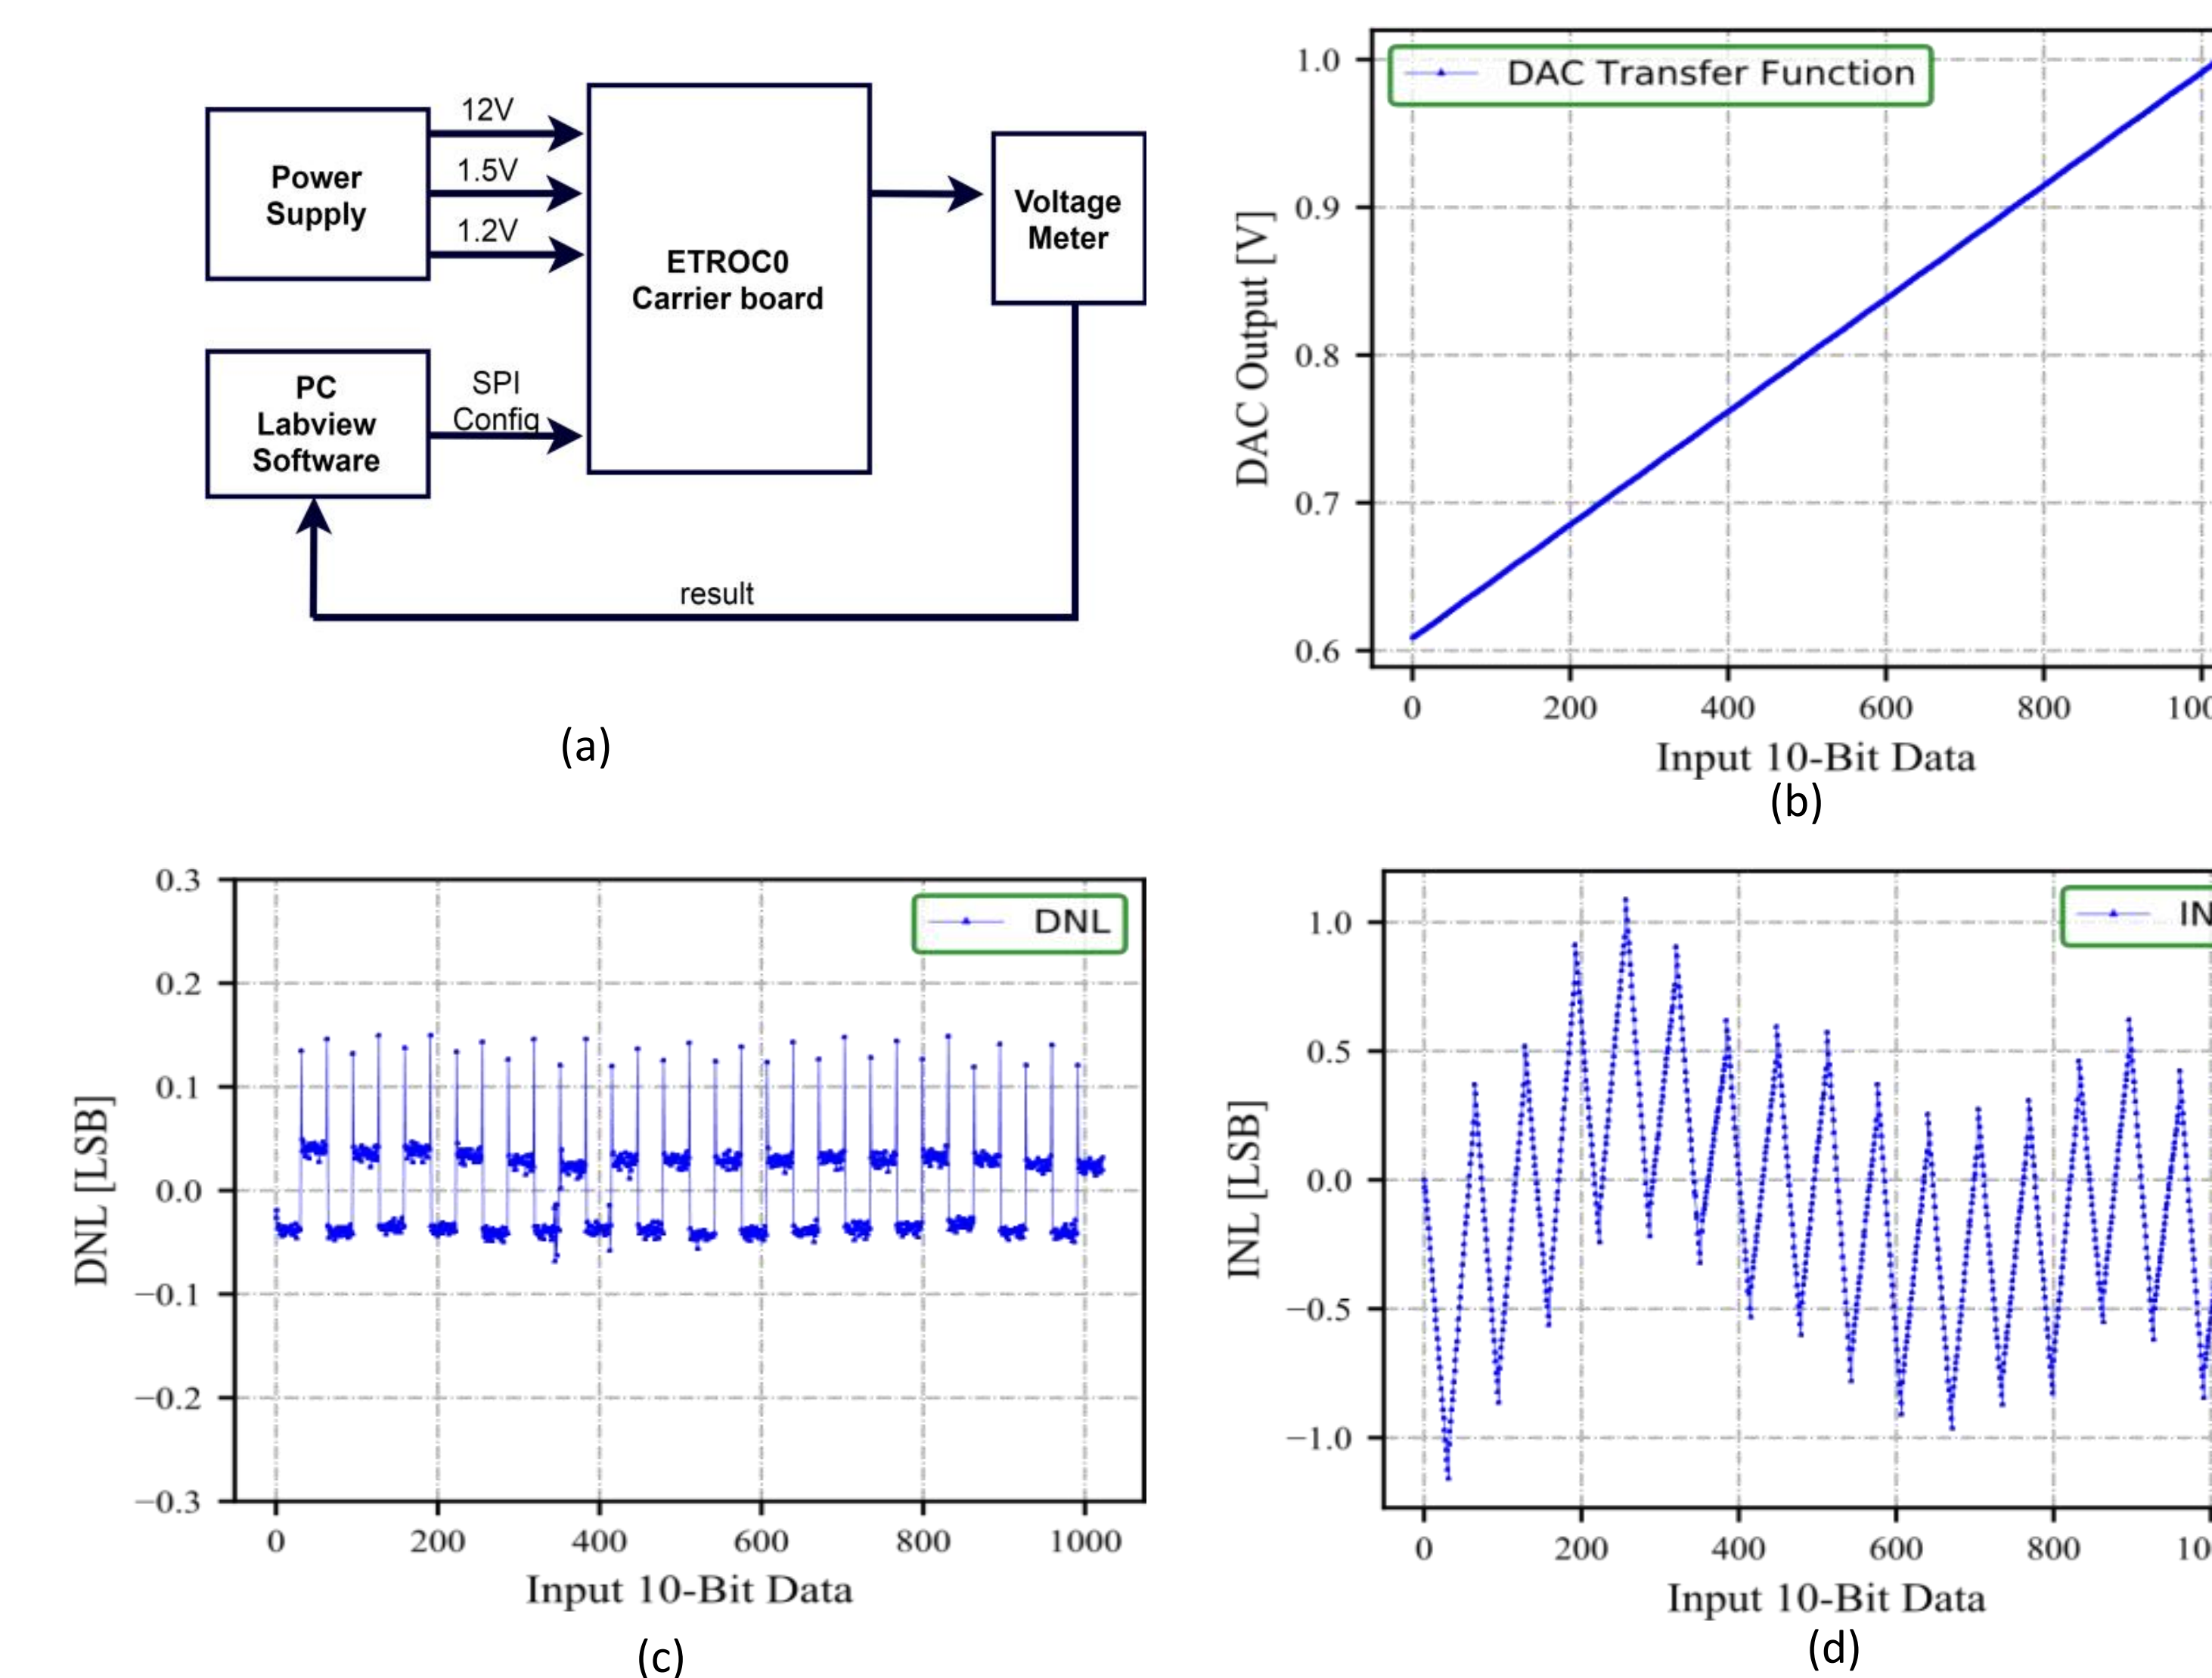 12V
1.5V
1.2V
Power
Supply
ETROC0
Carrier board
Voltage
Meter
PC
Labview
Software
SPI
Config
result
(a)
DAC Transfer Function
1.0
0.9
0.8
0.7
0.6
DAC Output [V]
0 200 400 600 800 100
Input 10-Bit Data
(b)
DNL
0.3
0.2
0.1
0.0
−0.1
−0.2
−0.3
DNL [LSB]
0 200 400 600 800 1000
Input 10-Bit Data
(c)
IN
1.0
0.5
0.0
−0.5
−1.0
INL [LSB]
0 200 400 600 800 10
Input 10-Bit Data
(d)